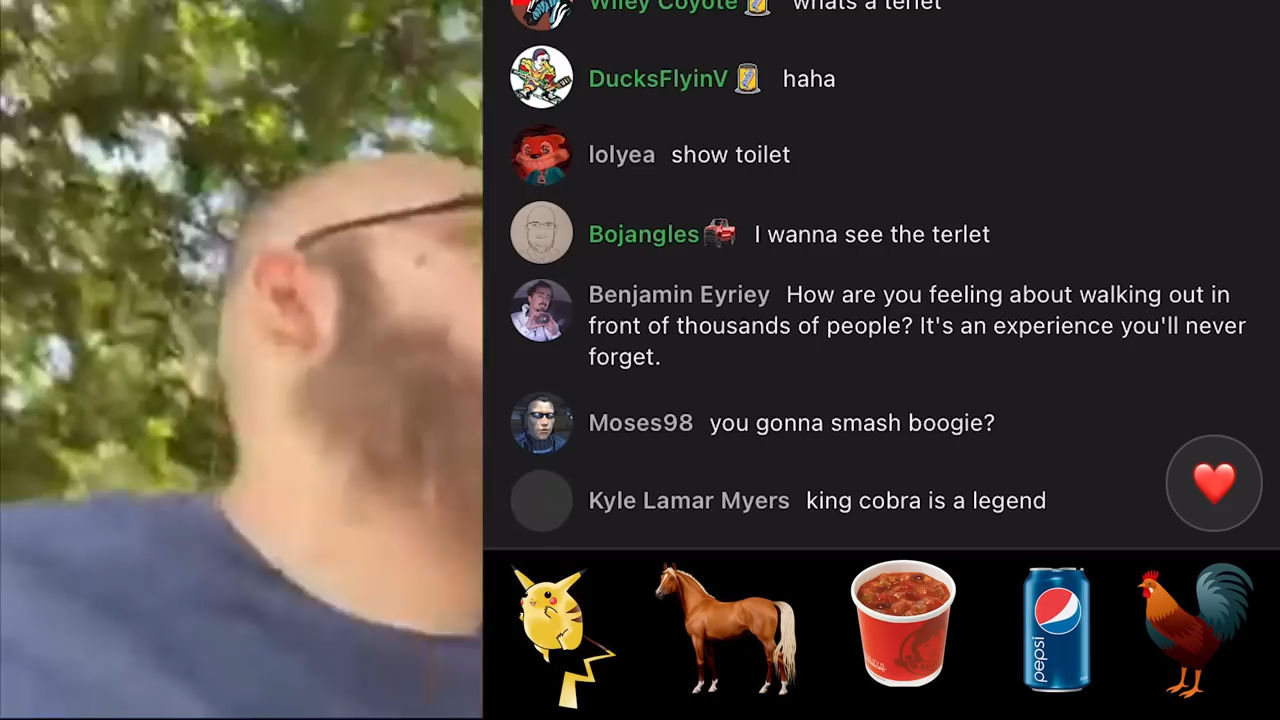 Wiley Coyote whats a terlet
DucksFlyinV haha
lolyea show toilet
Bojangles I wanna see the terlet
Benjamin Eyriey How are you feeling about walking out in
front of thousands of people? It's an experience you'll never
forget.
Moses98 you gonna smash boogie?
Kyle Lamar Myers king cobra is a legend
pepsi